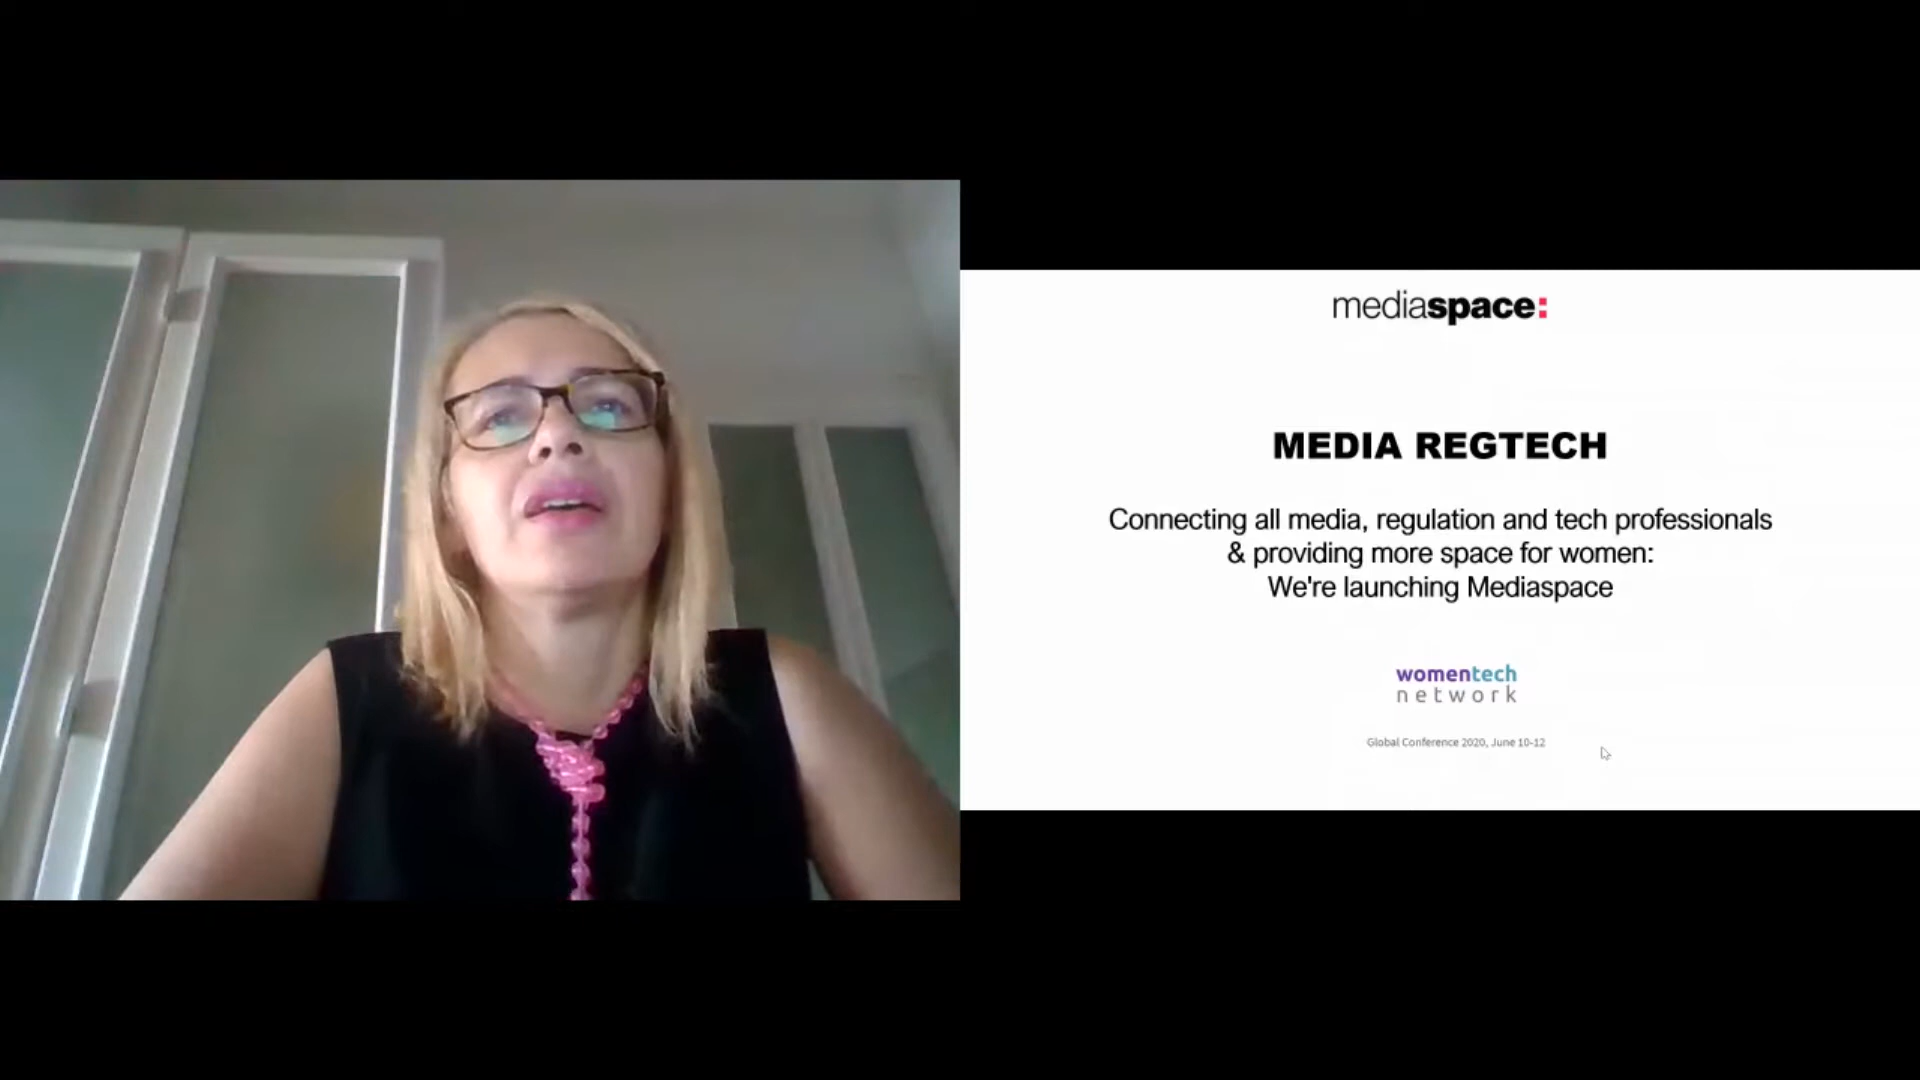 mediaspace:
MEDIA REGTECH
Connecting all media, regulation and tech professionals
& providing more space for women:
We're launching Mediaspace
womentech
network
Global Conference 2020, June 10-12